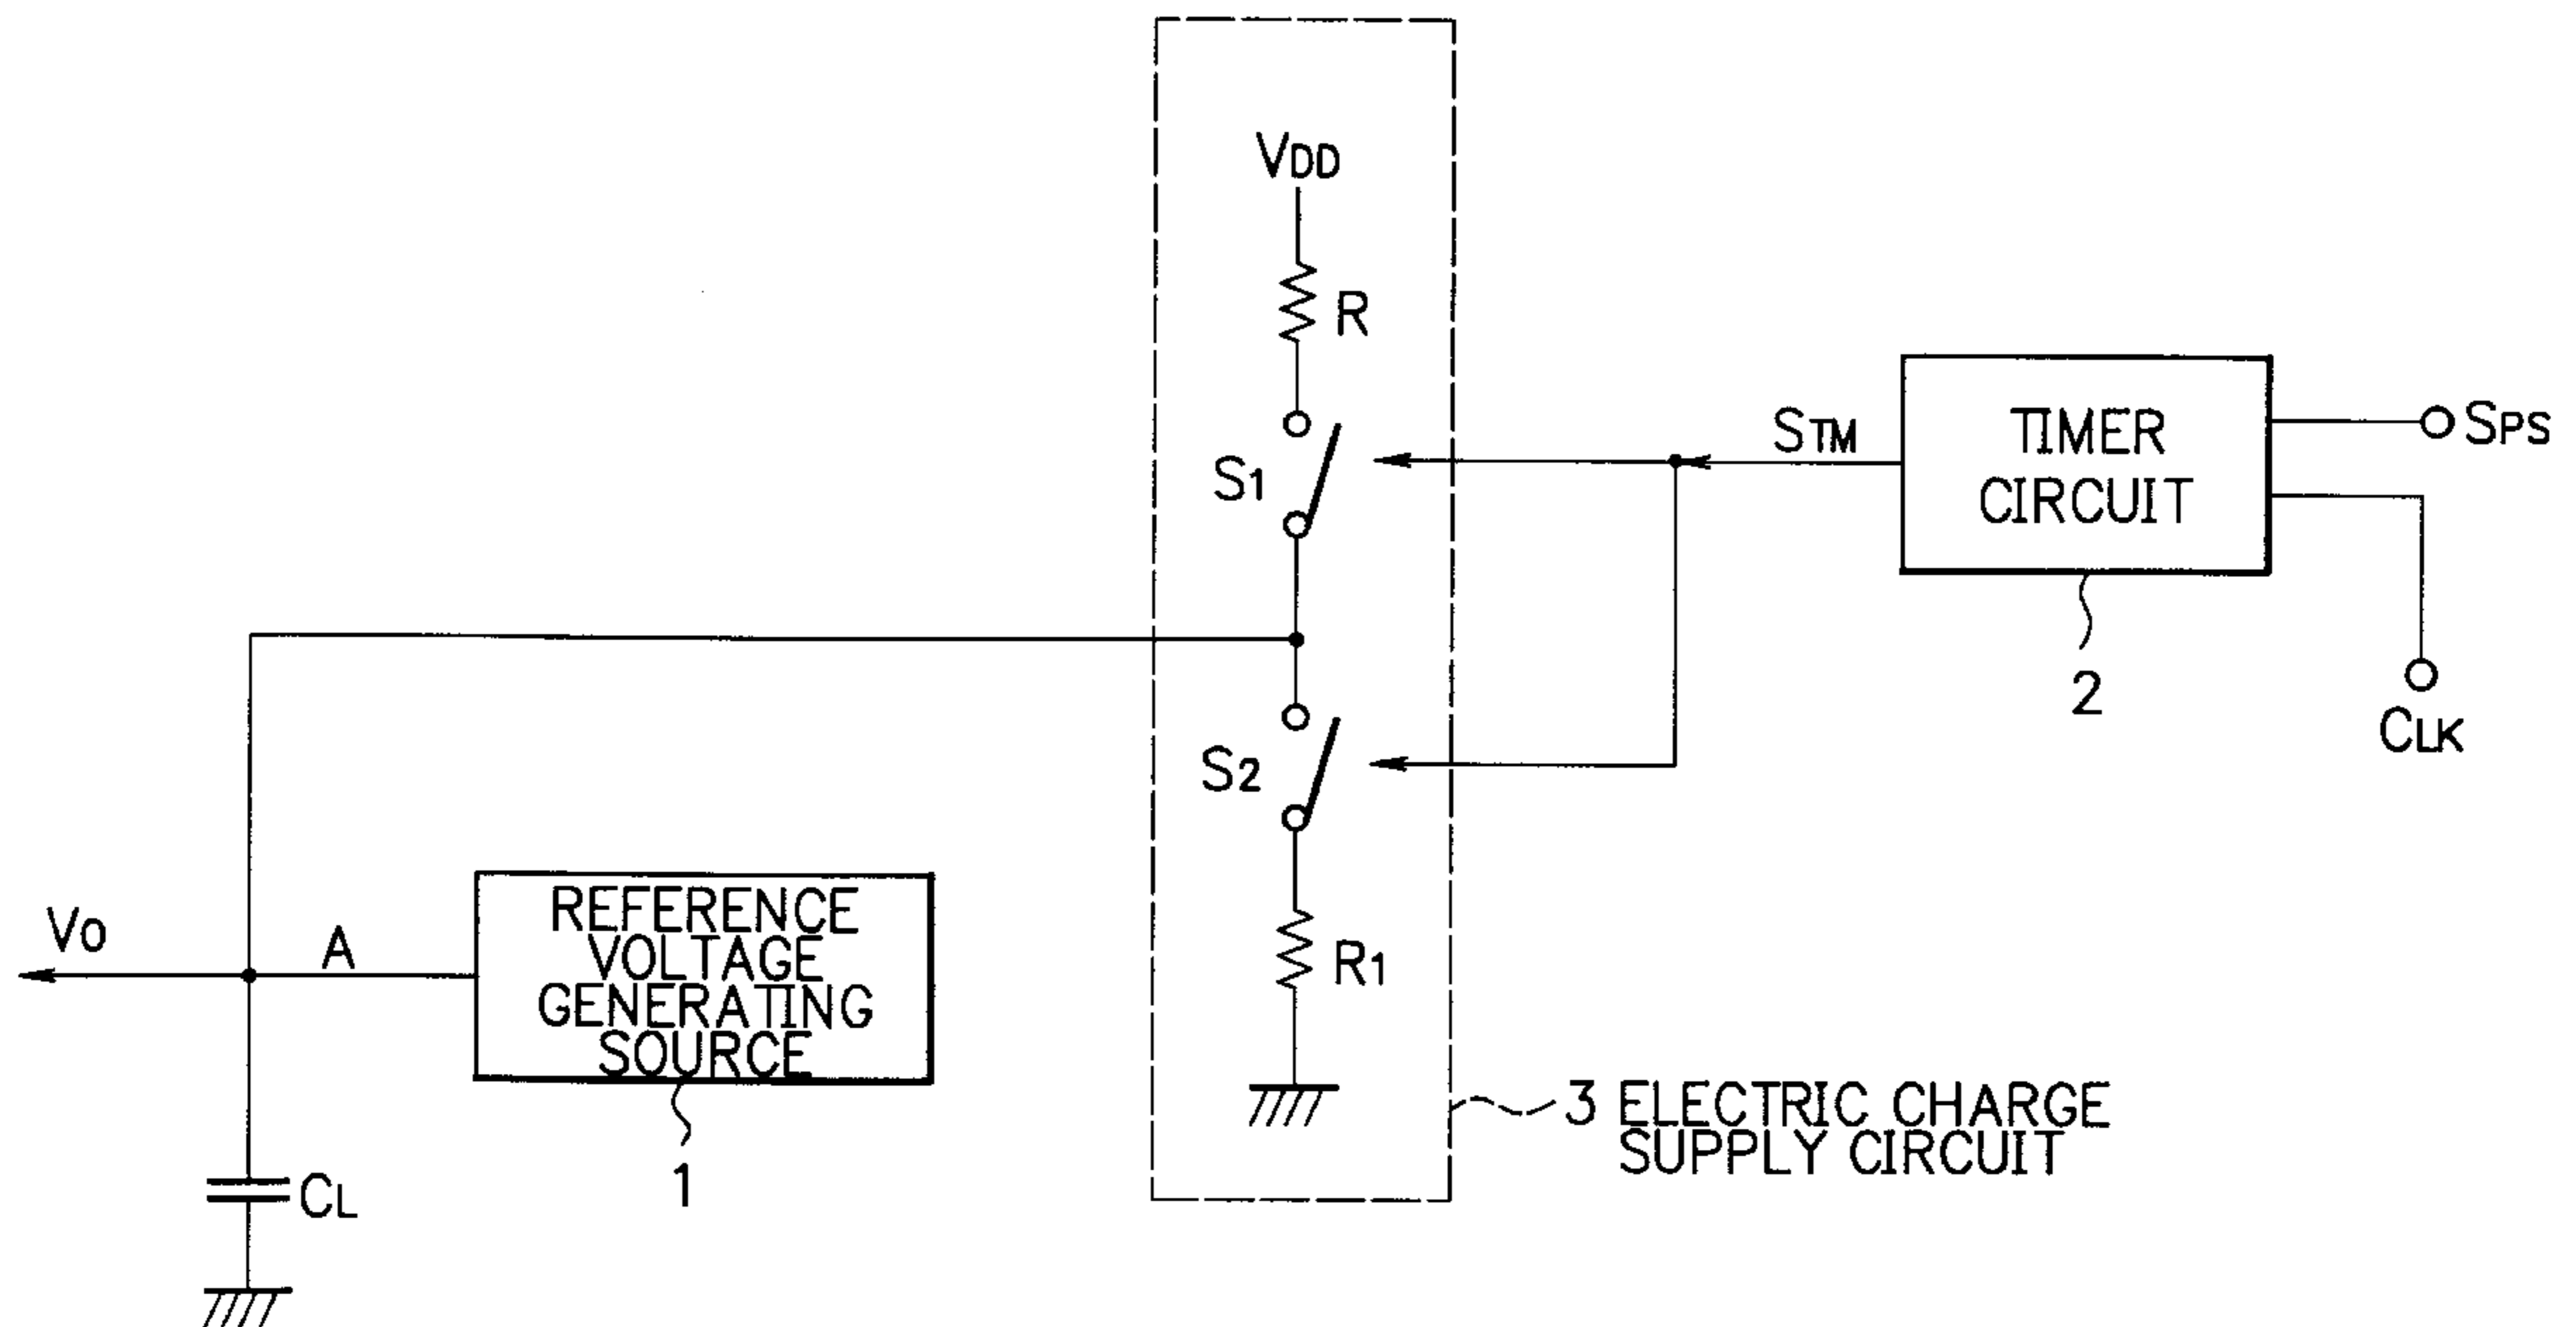 VDD
R
S1
STM
TIMER
CIRCUIT
SPS
2
CLK
S2
VO
A
REFERENCE
VOLTAGE
GENERATING
SOURCE
R1
1
3 ELECTRIC CHARGE
SUPPLY CIRCUIT
CL